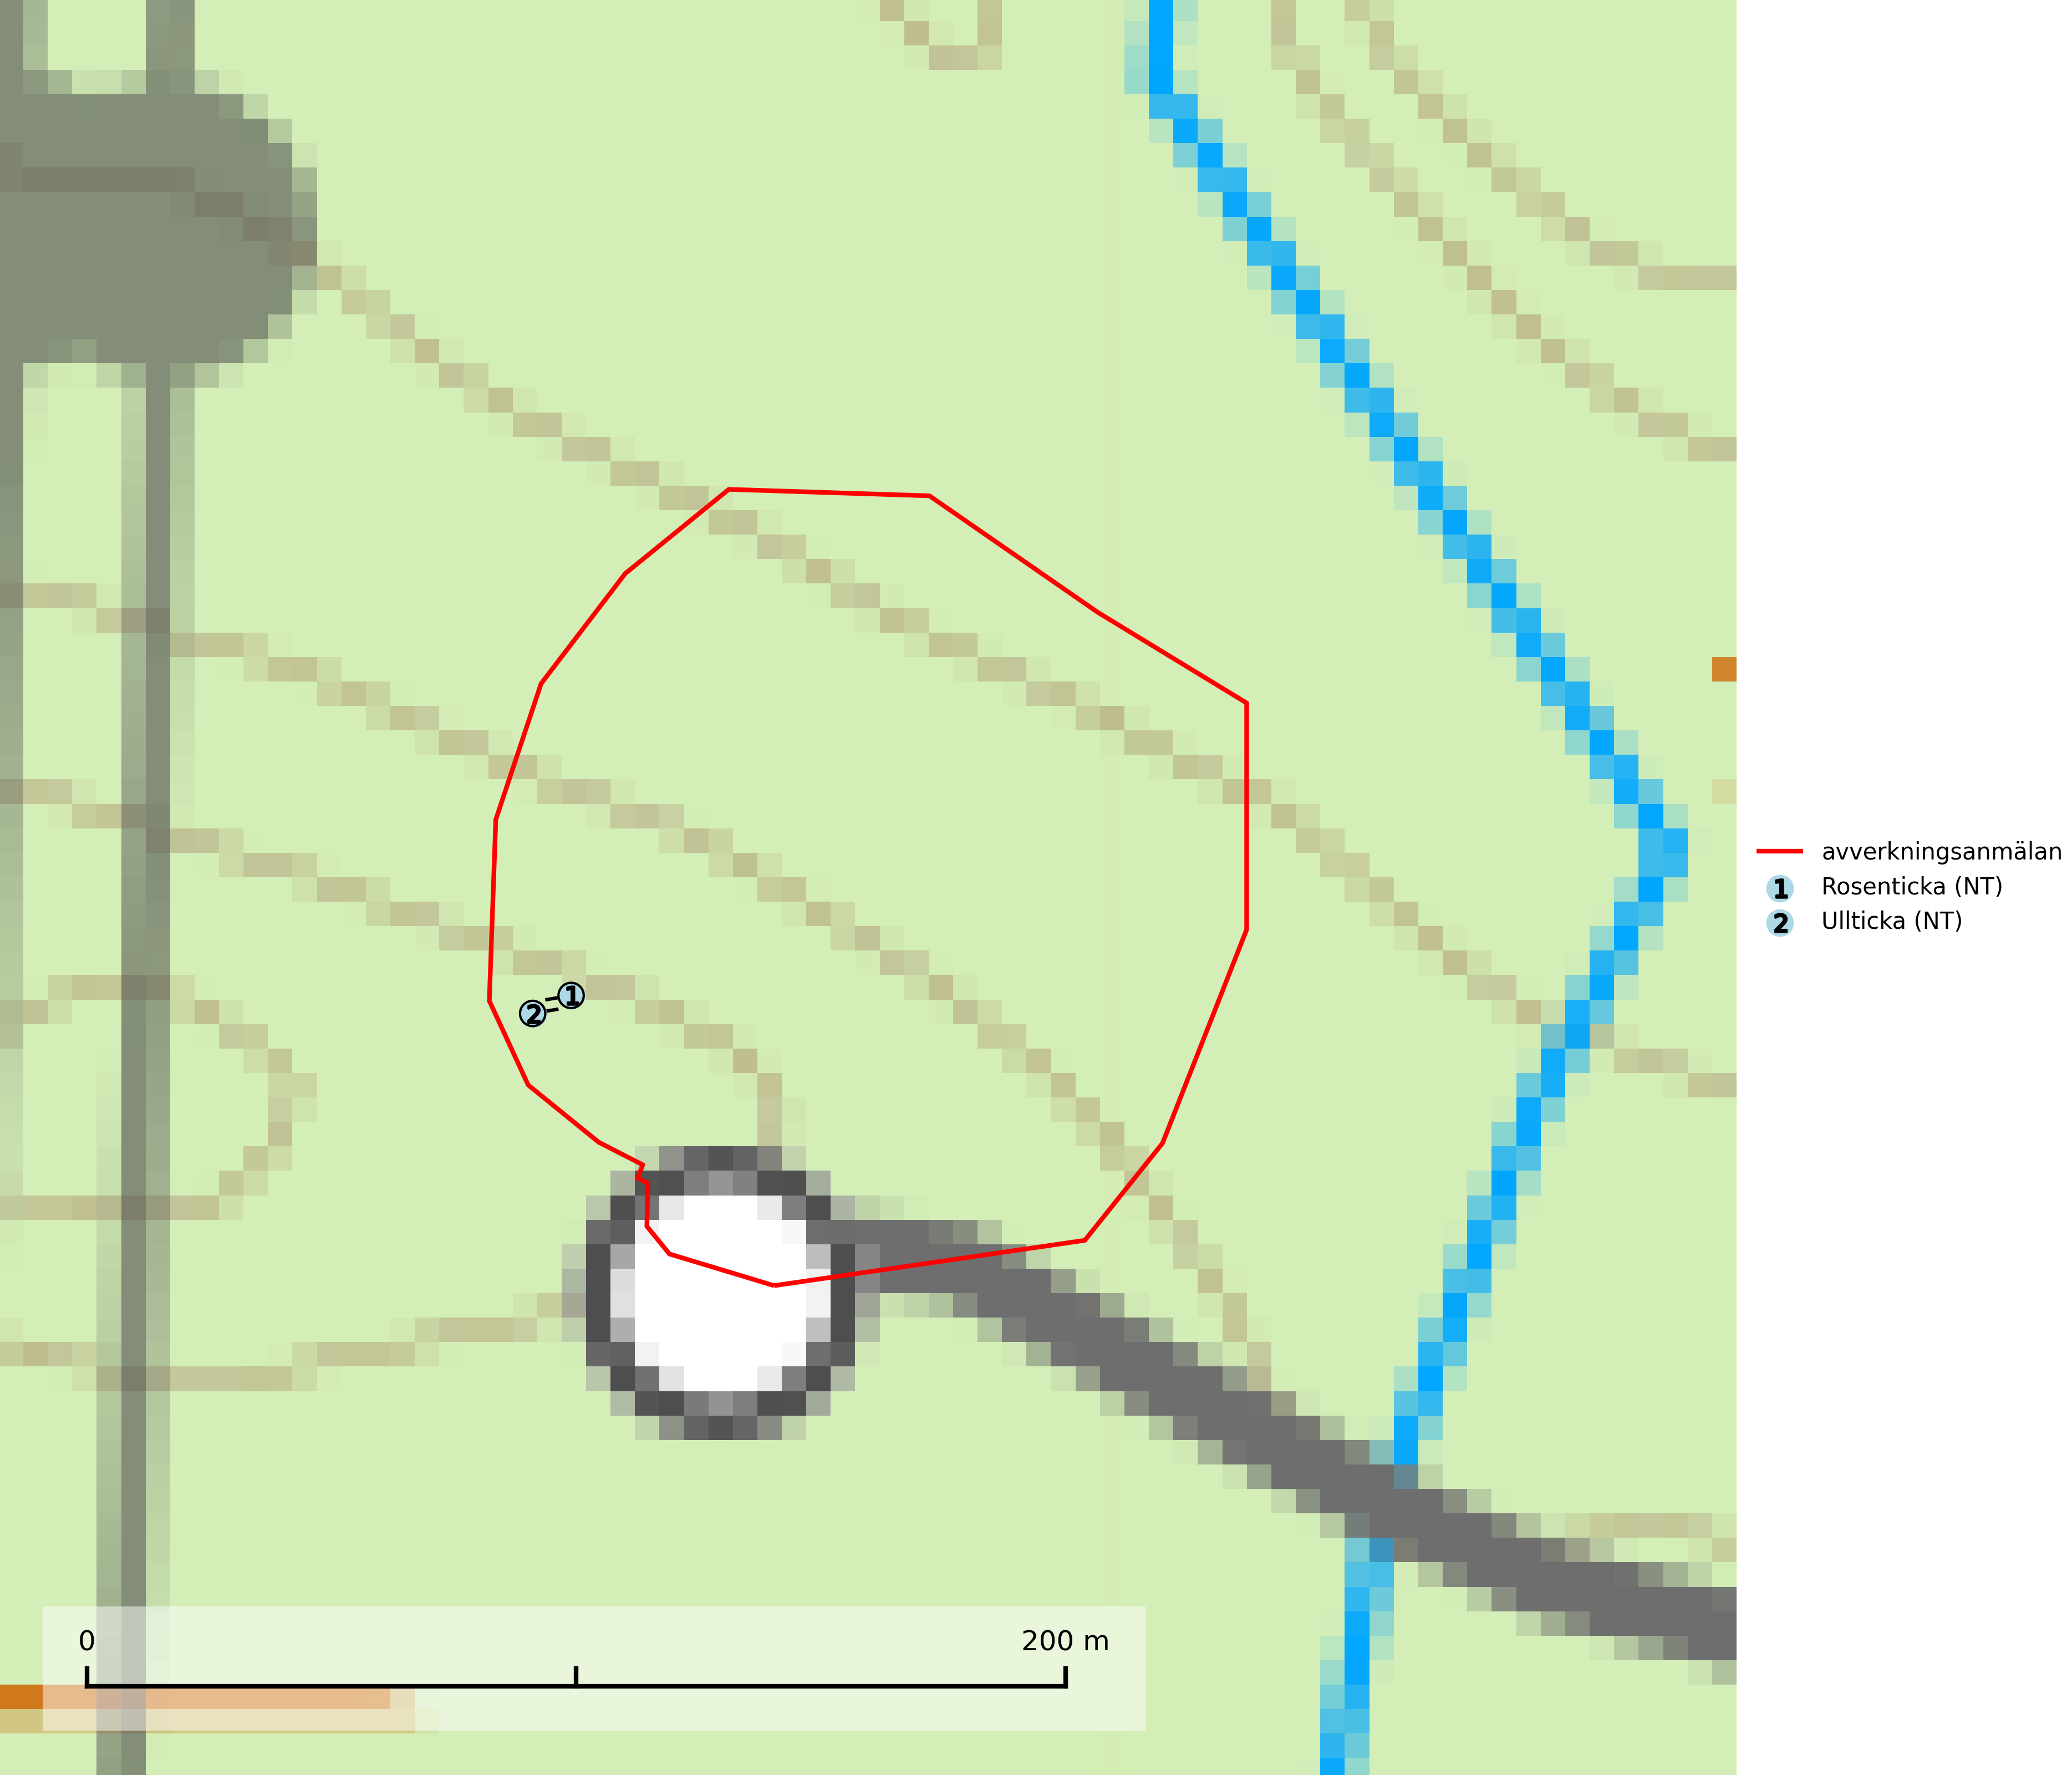 avverkningsanmälan
1 Rosenticka (NT)
2 Ullticka (NT)
1
2
0 200 m